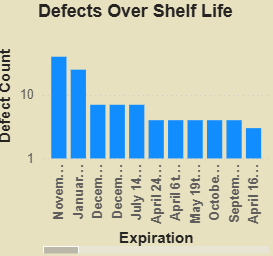 Defects Over Shelf Life
Defect Count
10
1
Novem...
Januar...
Decem...
Decem...
July 14...
April 24...
April 6t...
May 19t...
Octobe...
Septem...
April 16...
Expiration